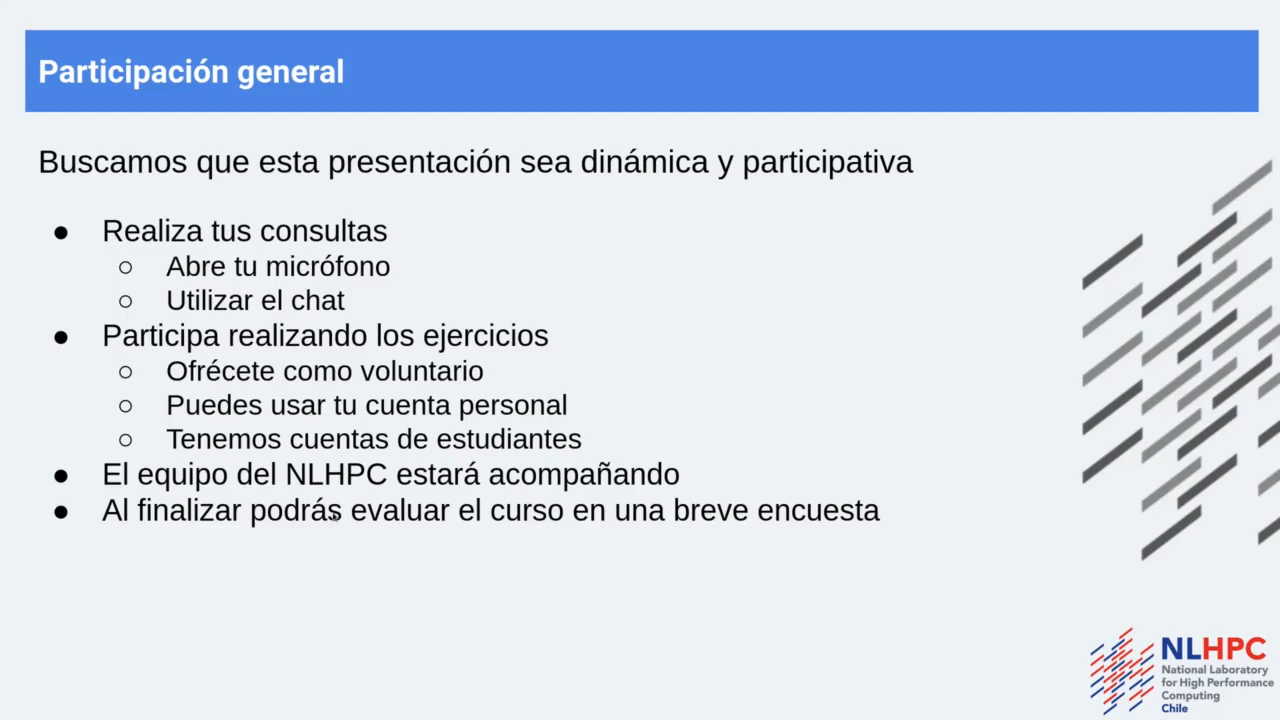 Participación general
Buscamos que esta presentación sea dinámica y participativa
● Realiza tus consultas
○ Abre tu micrófono
○ Utilizar el chat
● Participa realizando los ejercicios
○ Ofrécete como voluntario
○ Puedes usar tu cuenta personal
○ Tenemos cuentas de estudiantes
● El equipo del NLHPC estará acompañando
● Al finalizar podrás evaluar el curso en una breve encuesta
NLHPC
National Laboratory
for High Performance
Computing
Chile